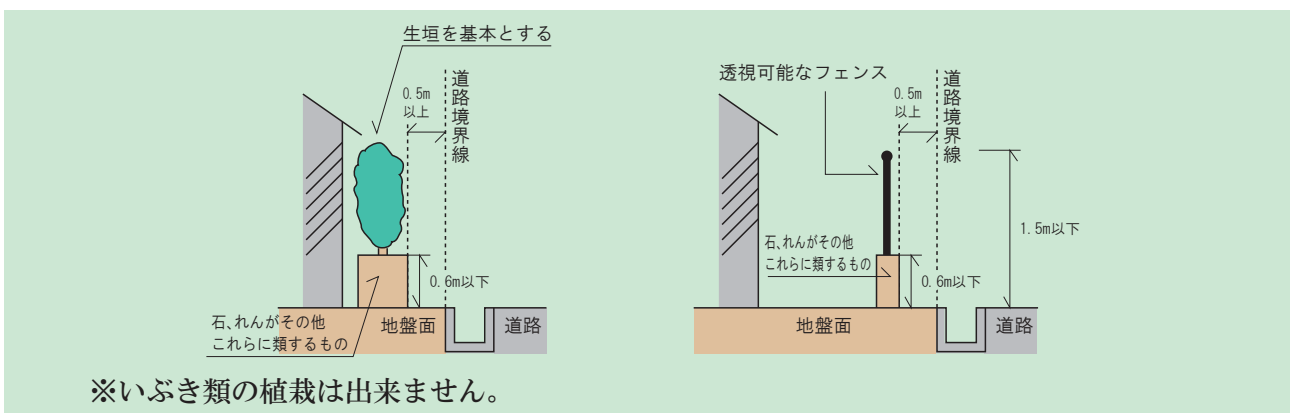 生垣を基本とする
0.5m
以上
道路境界線
0.6m以下
石、れんがその他
これらに類するもの
地盤面
道路
透視可能なフェンス
0.5m
以上
道路境界線
1.5m以下
石、れんがその他
これらに類するもの
0.6m以下
地盤面
道路
※いぶき類の植栽は出来ません。